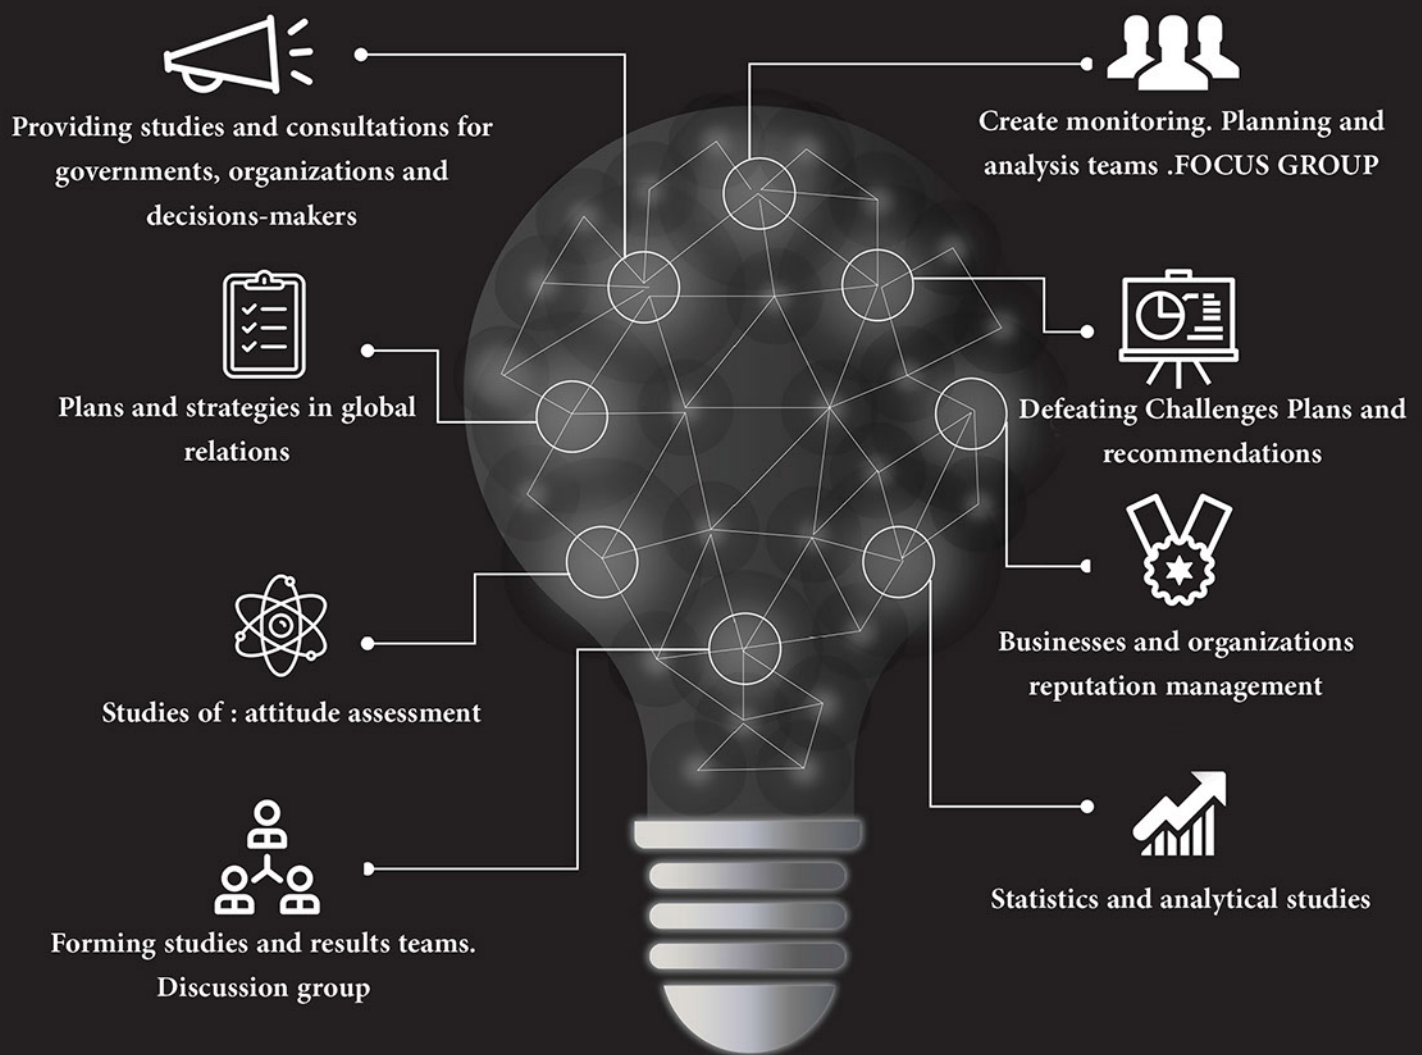 Providing studies and consultations for
governments, organizations and
decisions-makers
Plans and strategies in global
relations
Studies of : attitude assessment
Forming studies and results teams.
Discussion group
Create monitoring. Planning and
analysis teams .FOCUS GROUP
Defeating Challenges Plans and
recommendations
Businesses and organizations
reputation management
Statistics and analytical studies